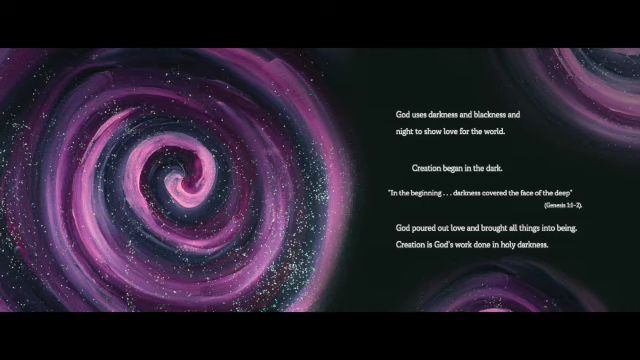 God uses darkness and blackness and
night to show love for the world.
Creation began in the dark.
"In the beginning . . . darkness covered the face of the deep"
(Genesis 1:1–2).
God poured out love and brought all things into being.
Creation is God's work done in holy darkness.